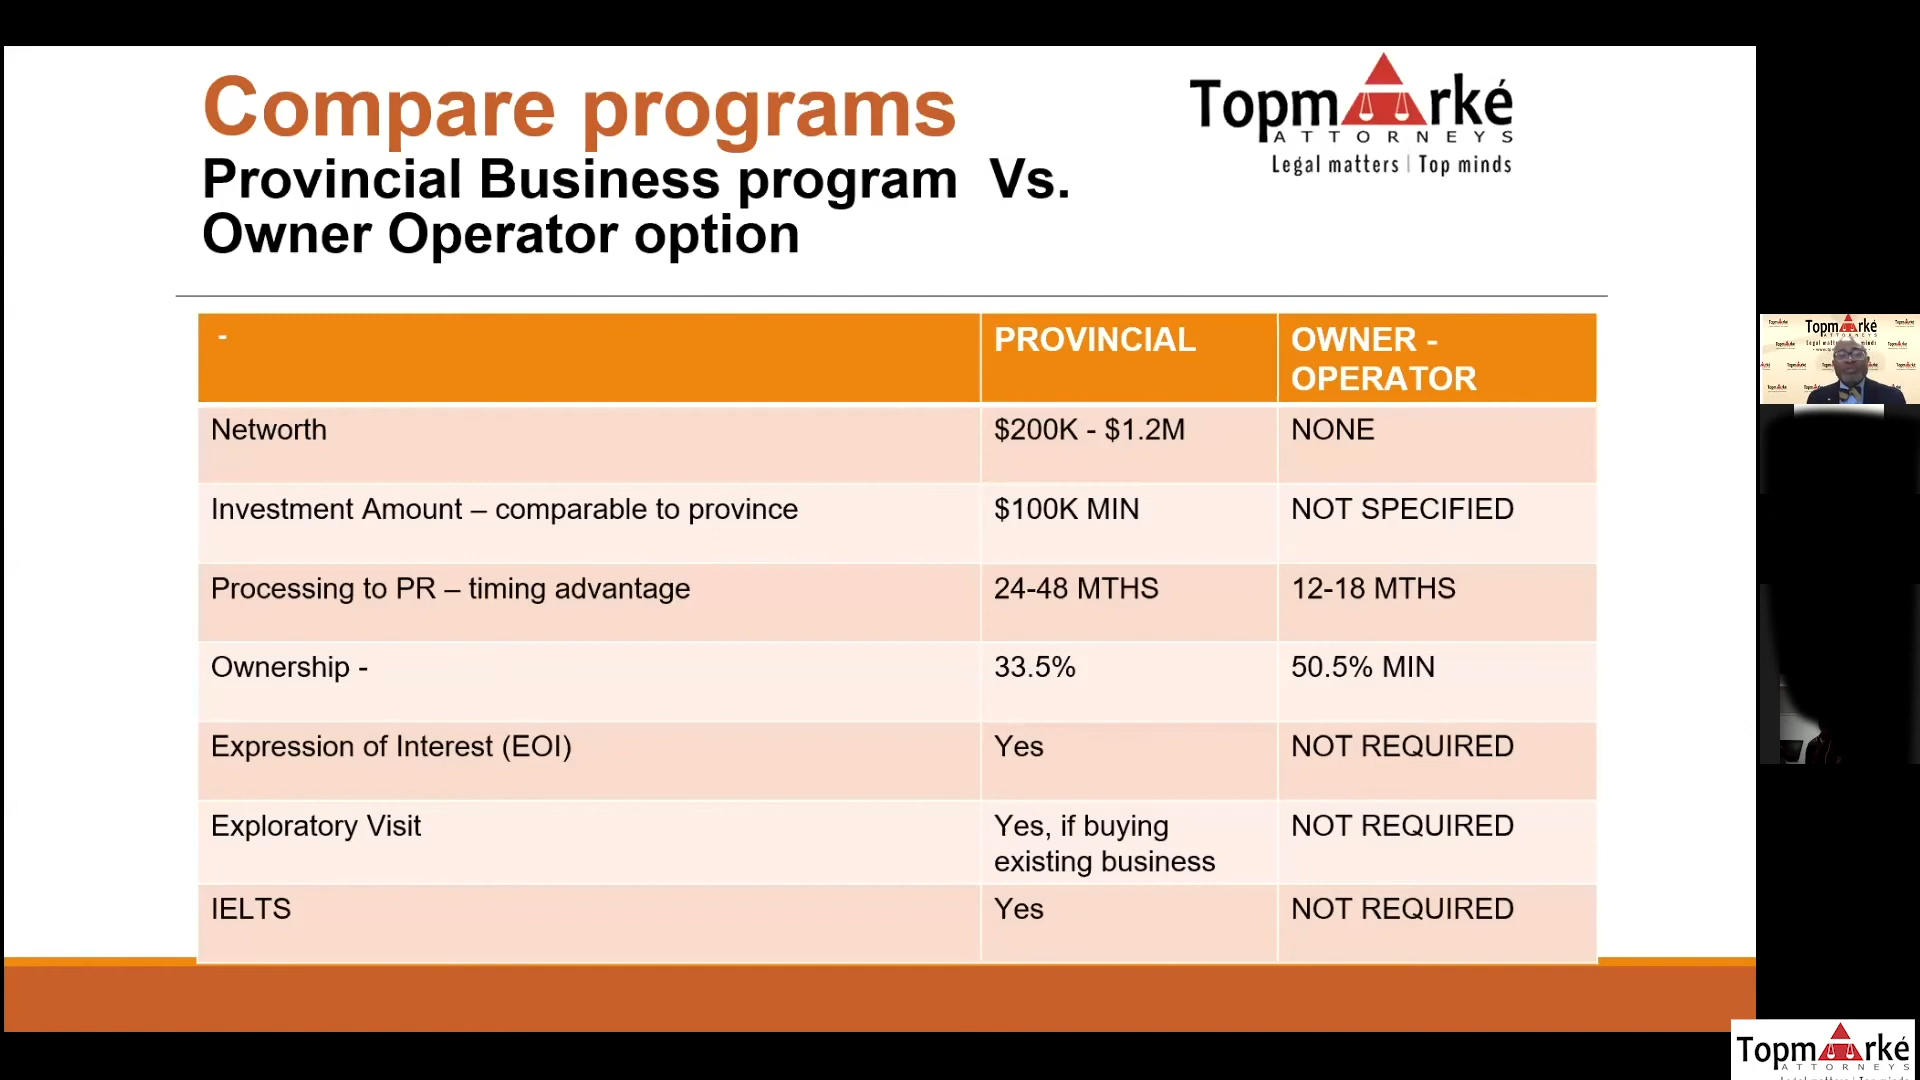 Compare programs
Provincial Business program Vs.
Owner Operator option
Topmarké
ATTORNEYS
Legal matters | Top minds
- PROVINCIAL OWNER -
OPERATOR
Networth $200K - $1.2M NONE
Investment Amount – comparable to province $100K MIN NOT SPECIFIED
Processing to PR – timing advantage 24-48 MTHS 12-18 MTHS
Ownership - 33.5% 50.5% MIN
Expression of Interest (EOI) Yes NOT REQUIRED
Exploratory Visit Yes, if buying NOT REQUIRED
existing business
IELTS Yes NOT REQUIRED
Topmarké
Topmarké
ATTORNEYS